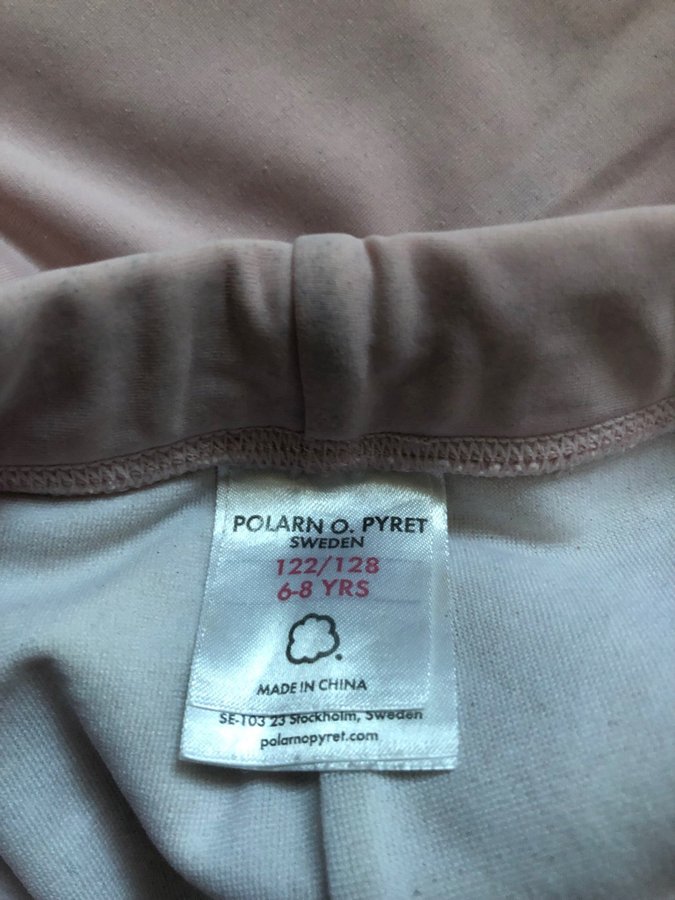 POLARN O. PYRET
SWEDEN
122/128
6-8 YRS
MADE IN CHINA
SE-103 23 Stockholm, Sweden
polarnopyret.com